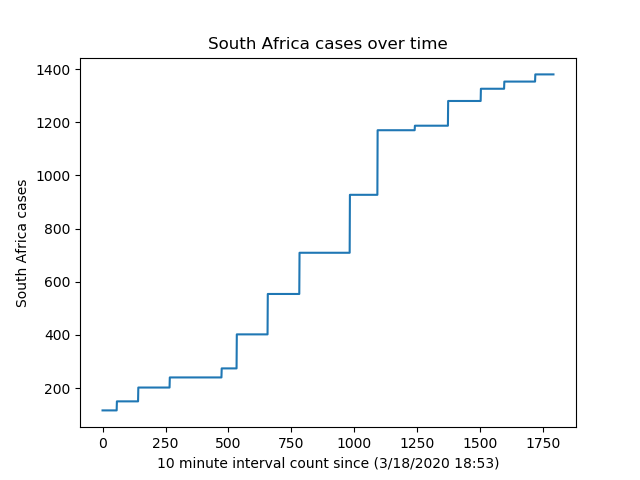 South Africa cases over time
1400
1200
1000
800
600
400
200
South Africa cases
0 250 500 750 1000 1250 1500 1750
10 minute interval count since (3/18/2020 18:53)